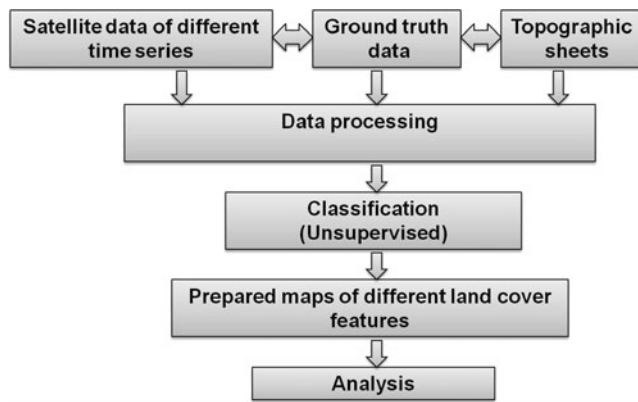 Satellite data of different
time series
Ground truth
data
Topographic
sheets
Data processing
Classification
(Unsupervised)
Prepared maps of different land cover
features
Analysis